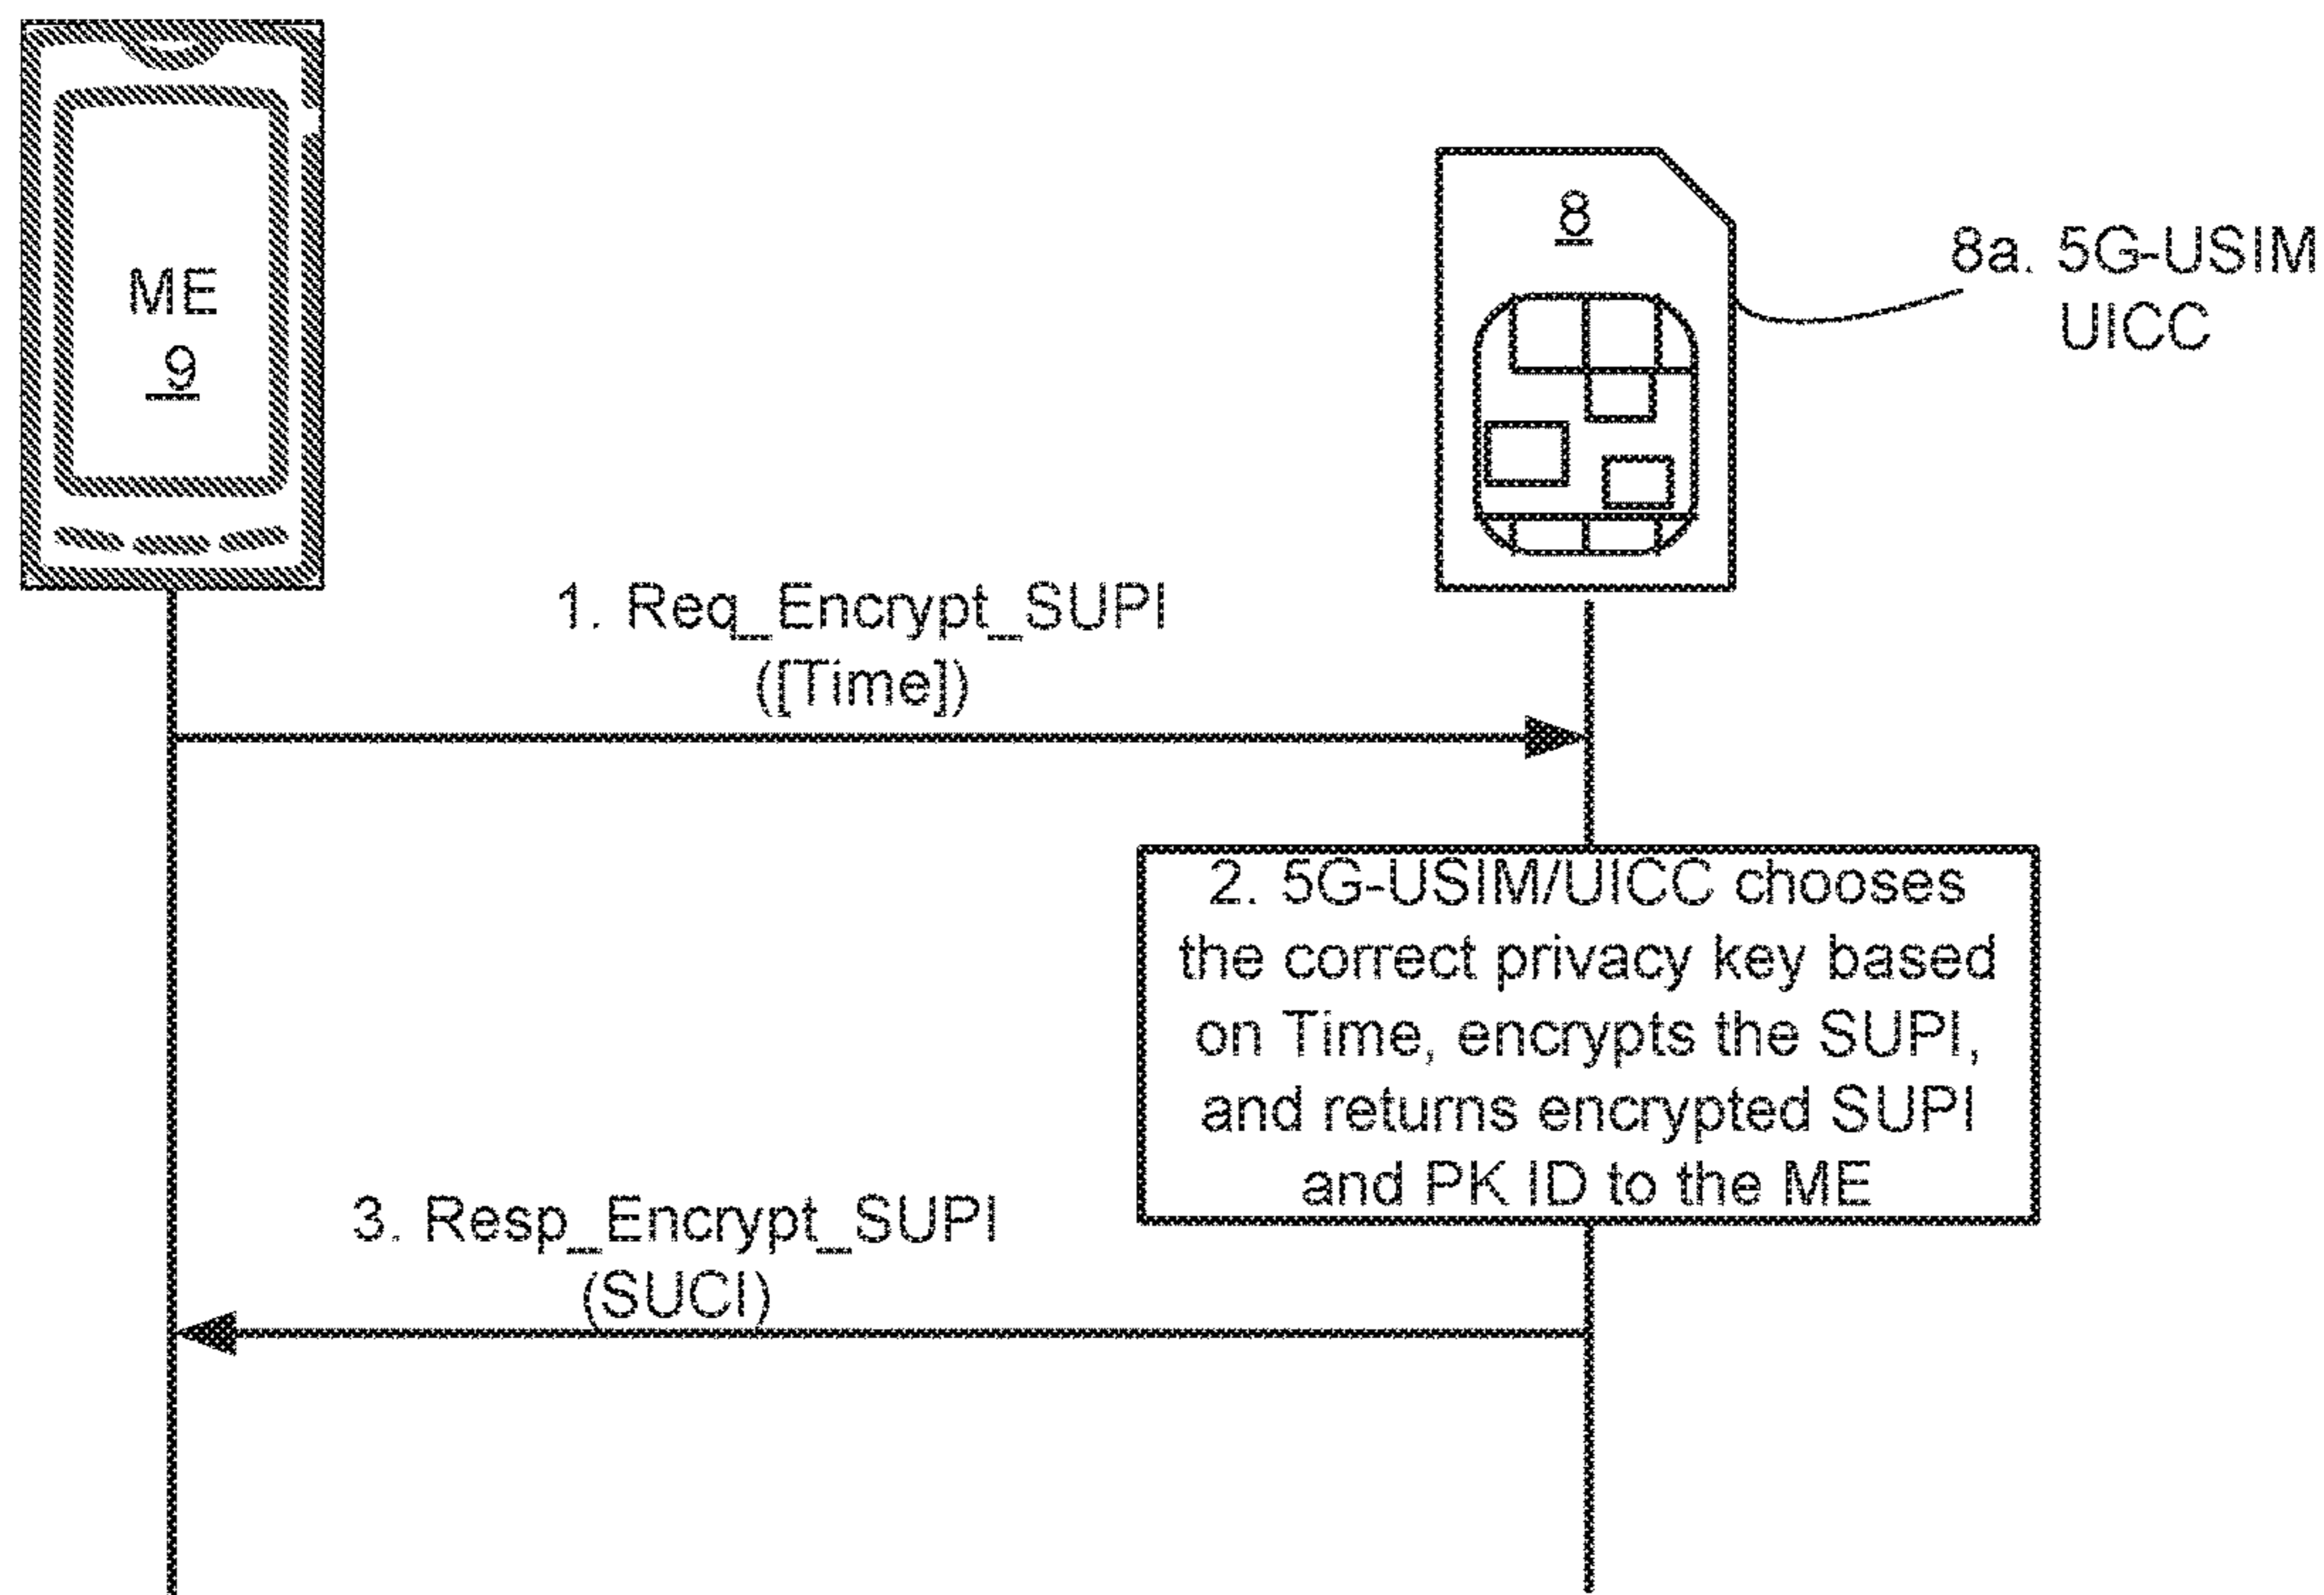 ME
9
8
8a. 5G-USIM
UICC
1. Req_Encrypt_SUPI
([Time])
2. 5G-USIM/UICC chooses
the correct privacy key based
on Time, encrypts the SUPI,
and returns encrypted SUPI
and PK ID to the ME
3. Resp_Encrypt_SUPI
(SUCI)